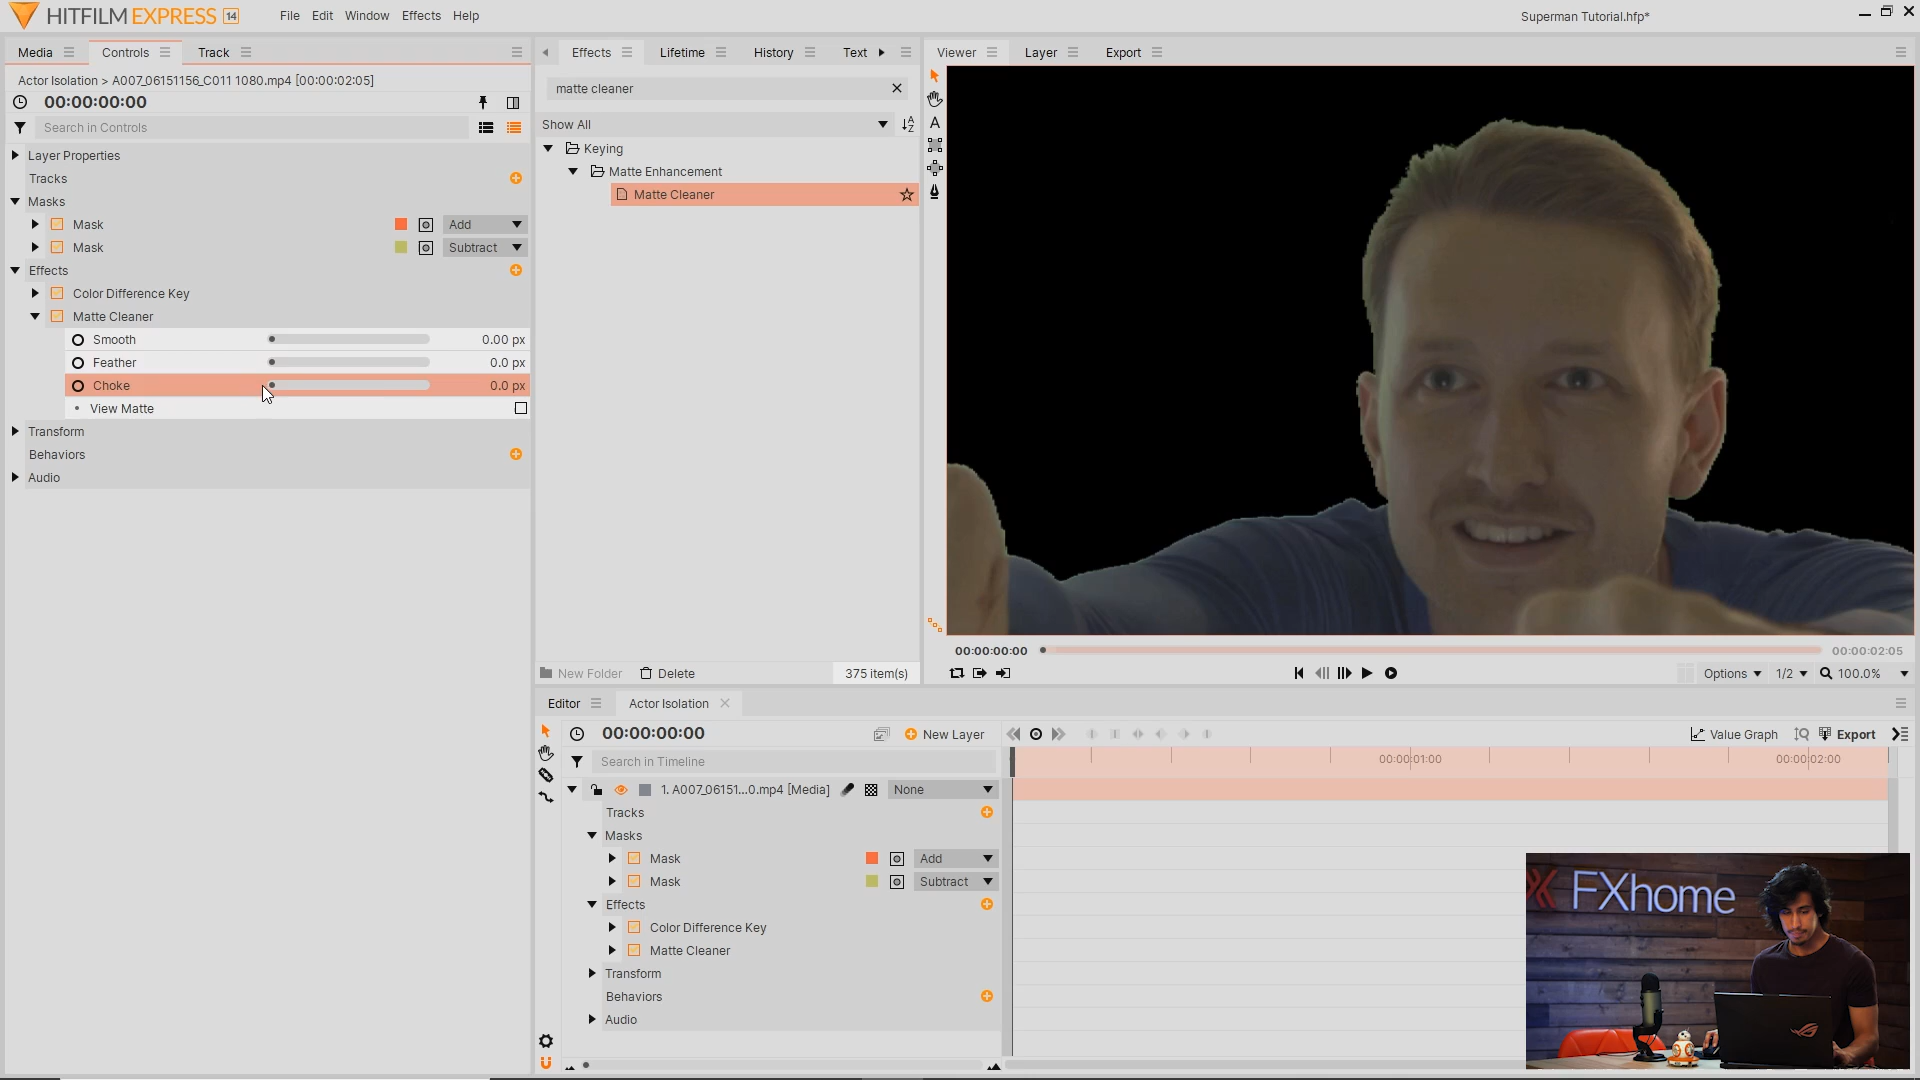 HITFILM EXPRESS 14
File Edit Window Effects Help
Superman Tutorial.hfp*
Media Controls Track
Effects Lifetime History Text
Viewer Layer Export
Actor Isolation > A007_06151156_C011 1080.mp4 [00:00:02:05]
00:00:00:00
Search in Controls
Layer Properties
Tracks
Masks
Mask Add
Mask Subtract
Effects
Color Difference Key
Matte Cleaner
Smooth 0.00 px
Feather 0.0 px
Choke 0.0 px
View Matte
Transform
Behaviors
Audio
matte cleaner
Show All
Keying
Matte Enhancement
Matte Cleaner
New Folder Delete 375 item(s)
A
00:00:00:00 00:00:02:05
Options 1/2 100.0%
Editor Actor Isolation
00:00:00:00 New Layer
Value Graph Export
Search in Timeline
00:00:01:00 00:00:02:00
1. A007_06151...0.mp4 [Media] None
Tracks
Masks
Mask Add
Mask Subtract
Effects
Color Difference Key
Matte Cleaner
Transform
Behaviors
Audio
FXhome